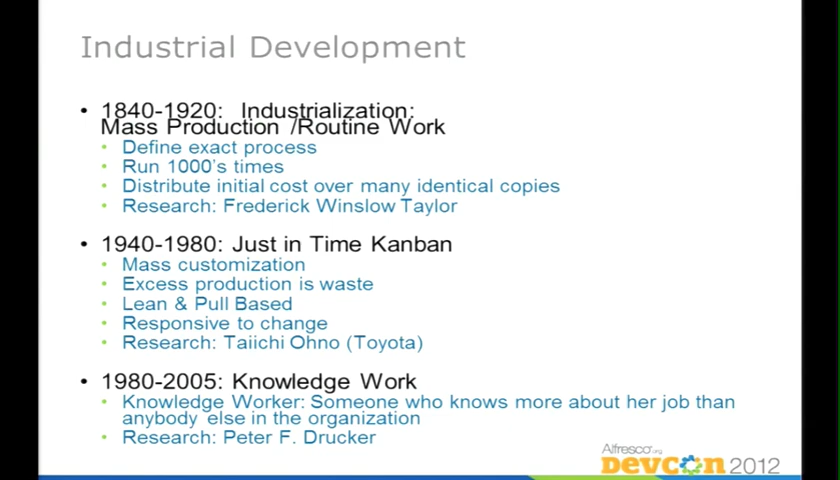 Industrial Development
• 1840-1920: Industrialization:
Mass Production /Routine Work
• Define exact process
• Run 1000's times
• Distribute initial cost over many identical copies
• Research: Frederick Winslow Taylor
• 1940-1980: Just in Time Kanban
• Mass customization
• Excess production is waste
• Lean & Pull Based
• Responsive to change
• Research: Taiichi Ohno (Toyota)
• 1980-2005: Knowledge Work
• Knowledge Worker: Someone who knows more about her job than
anybody else in the organization
• Research: Peter F. Drucker
Alfresco.org
DEVCON 2012